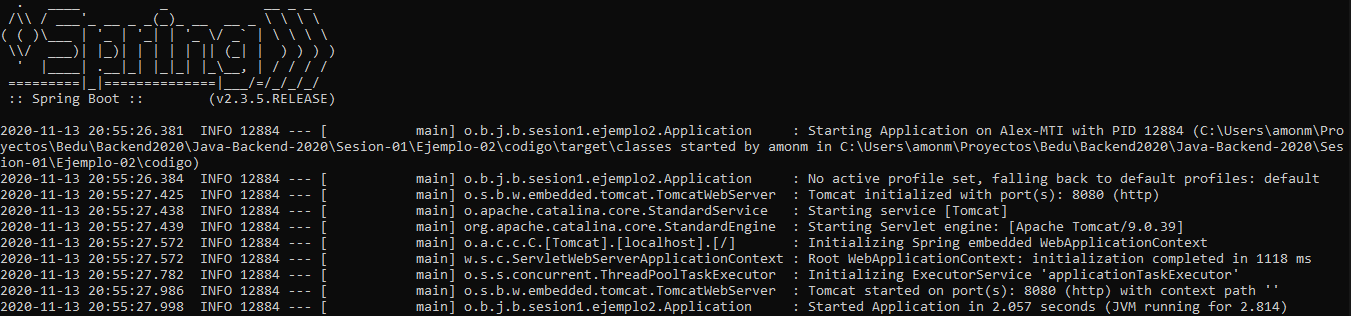 .   ____          _            __ _ _
 /\\ / ___'_ __ _ _(_)_ __  __ _ \ \ \ \
( ( )\___ | '_ | '_| | '_ \/ _` | \ \ \ \
 \\/  ___)| |_)| | | | | || (_| |  ) ) ) )
  '  |____| .__|_| |_|_| |_\__, | / / / /
 =========|_|==============|___/=/_/_/_/
 :: Spring Boot ::        (v2.3.5.RELEASE)
2020-11-13 20:55:26.381  INFO 12884 --- [           main] o.b.j.b.sesion1.ejemplo2.Application     : Starting Application on Alex-MTI with PID 12884 (C:\Users\amonm\Pro
yectos\Bedu\Backend2020\Java-Backend-2020\Sesion-01\Ejemplo-02\codigo\target\classes started by amonm in C:\Users\amonm\Proyectos\Bedu\Backend2020\Java-Backend-2020\Ses
ion-01\Ejemplo-02\codigo)
2020-11-13 20:55:26.384  INFO 12884 --- [           main] o.b.j.b.sesion1.ejemplo2.Application     : No active profile set, falling back to default profiles: default
2020-11-13 20:55:27.425  INFO 12884 --- [           main] o.s.b.w.embedded.tomcat.TomcatWebServer  : Tomcat initialized with port(s): 8080 (http)
2020-11-13 20:55:27.438  INFO 12884 --- [           main] o.apache.catalina.core.StandardService   : Starting service [Tomcat]
2020-11-13 20:55:27.439  INFO 12884 --- [           main] org.apache.catalina.core.StandardEngine  : Starting Servlet engine: [Apache Tomcat/9.0.39]
2020-11-13 20:55:27.572  INFO 12884 --- [           main] o.a.c.c.C.[Tomcat].[localhost].[/]       : Initializing Spring embedded WebApplicationContext
2020-11-13 20:55:27.572  INFO 12884 --- [           main] w.s.c.ServletWebServerApplicationContext : Root WebApplicationContext: initialization completed in 1118 ms
2020-11-13 20:55:27.782  INFO 12884 --- [           main] o.s.s.concurrent.ThreadPoolTaskExecutor  : Initializing ExecutorService 'applicationTaskExecutor'
2020-11-13 20:55:27.986  INFO 12884 --- [           main] o.s.b.w.embedded.tomcat.TomcatWebServer  : Tomcat started on port(s): 8080 (http) with context path ''
2020-11-13 20:55:27.998  INFO 12884 --- [           main] o.b.j.b.sesion1.ejemplo2.Application     : Started Application in 2.057 seconds (JVM running for 2.814)